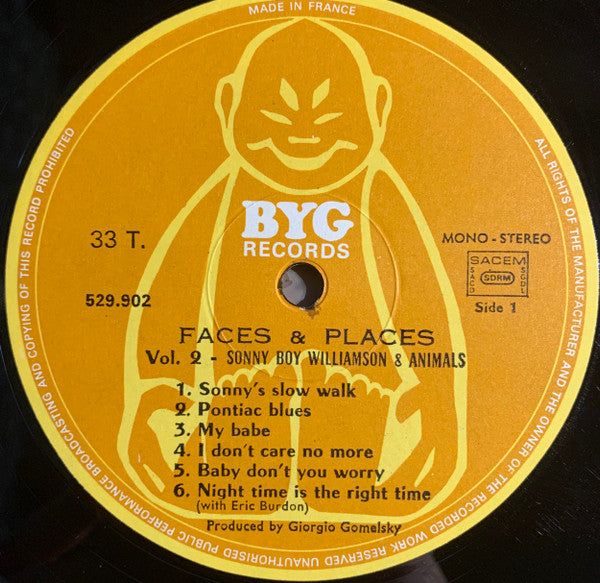 MADE IN FRANCE
ALL RIGHTS OF THE MANUFACTURER AND THE OWNER OF THE RECORDED WORK RESERVED UNAUTHORISED PUBLIC PERFORMANCE BROADCASTING AND COPYING OF THIS RECORD PROHIBITED
BYG
RECORDS
33 T.
MONO - STEREO
SACEM
SACD
SDRM
SGDL
529.902
Side 1
FACES & PLACES
Vol. 2 - SONNY BOY WILLIAMSON & ANIMALS
1. Sonny's slow walk
2. Pontiac blues
3. My babe
4. I don't care no more
5. Baby don't you worry
6. Night time is the right time
(with Eric Burdon)
Produced by Giorgio Gomelsky